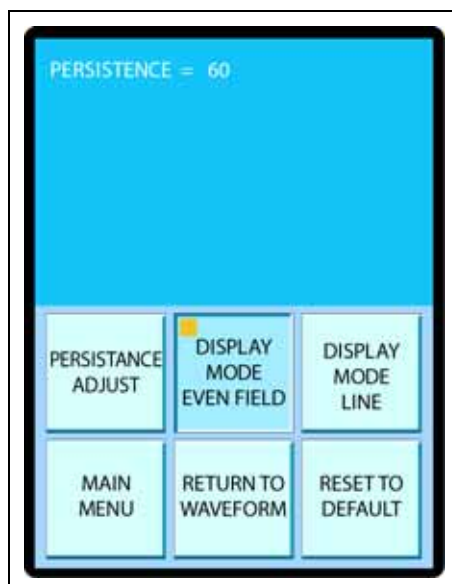 PERSISTENCE = 60
PERSISTANCE
ADJUST
DISPLAY
MODE
EVEN FIELD
DISPLAY
MODE
LINE
MAIN
MENU
RETURN TO
WAVEFORM
RESET TO
DEFAULT